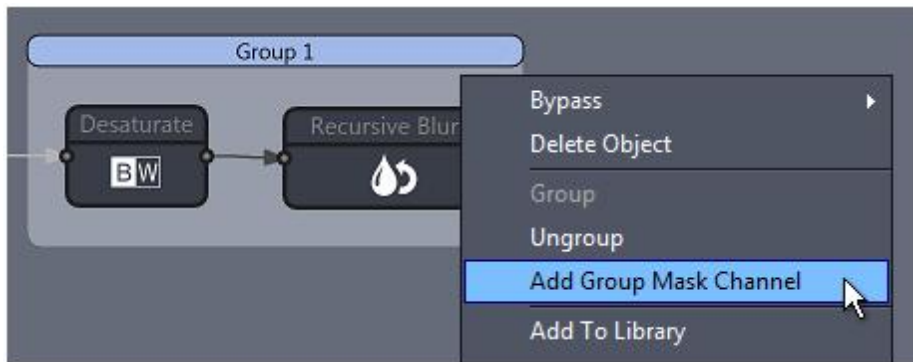 Group 1
Desaturate
Recursive Blur
BW
Bypass
Delete Object
Group
Ungroup
Add Group Mask Channel
Add To Library